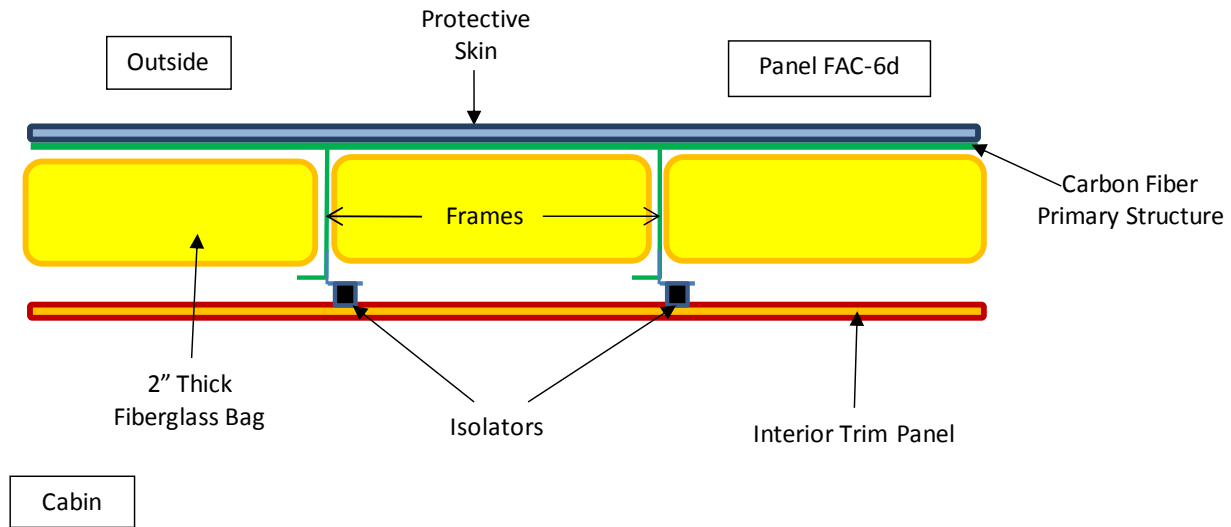 Protective
Skin
Outside
Panel FAC-6d
Carbon Fiber
Primary Structure
Frames
2” Thick
Fiberglass Bag
Isolators
Interior Trim Panel
Cabin